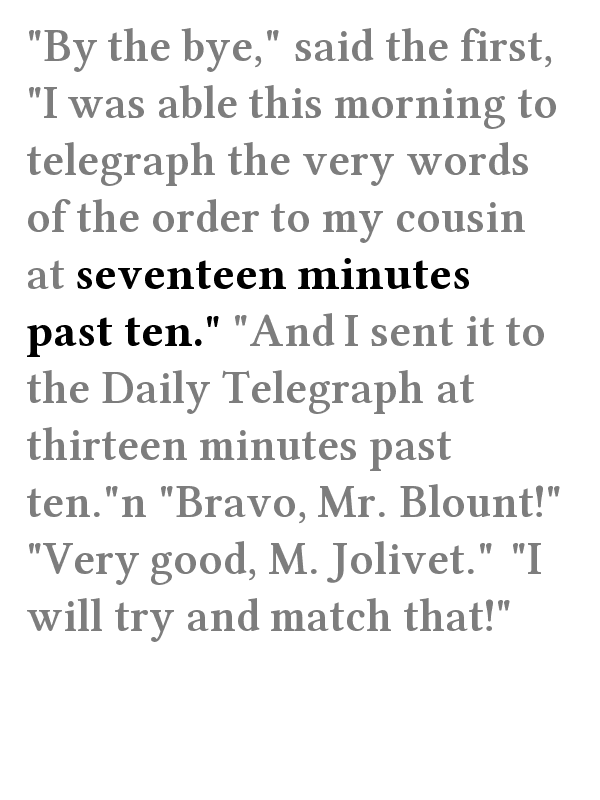 "By the bye," said the first,
"I was able this morning to
telegraph the very words
of the order to my cousin
at seventeen minutes
past ten." "And I sent it to
the Daily Telegraph at
thirteen minutes past
ten."n "Bravo, Mr. Blount!"
"Very good, M. Jolivet." "I
will try and match that!"